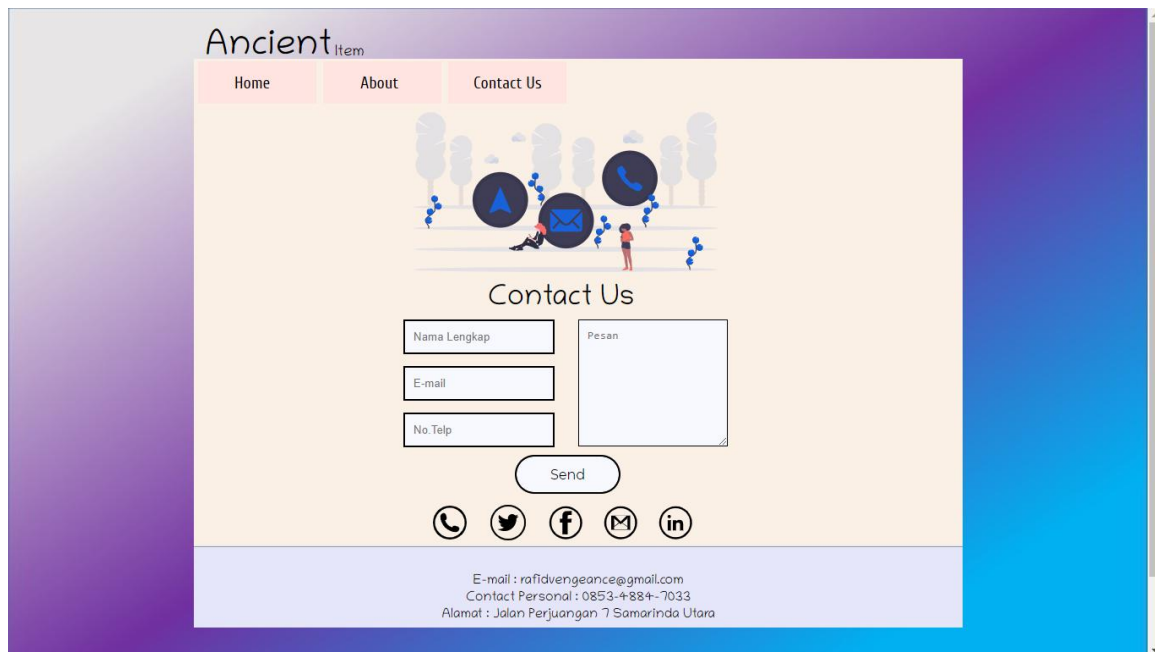 Ancient Item
Home About Contact Us
Contact Us
Nama Lengkap
Pesan
E-mail
No.Telp
Send
E-mail : rafidvengeance@gmail.com
Contact Personal : 0853-4884-7033
Alamat : Jalan Perjuangan 7 Samarinda Utara